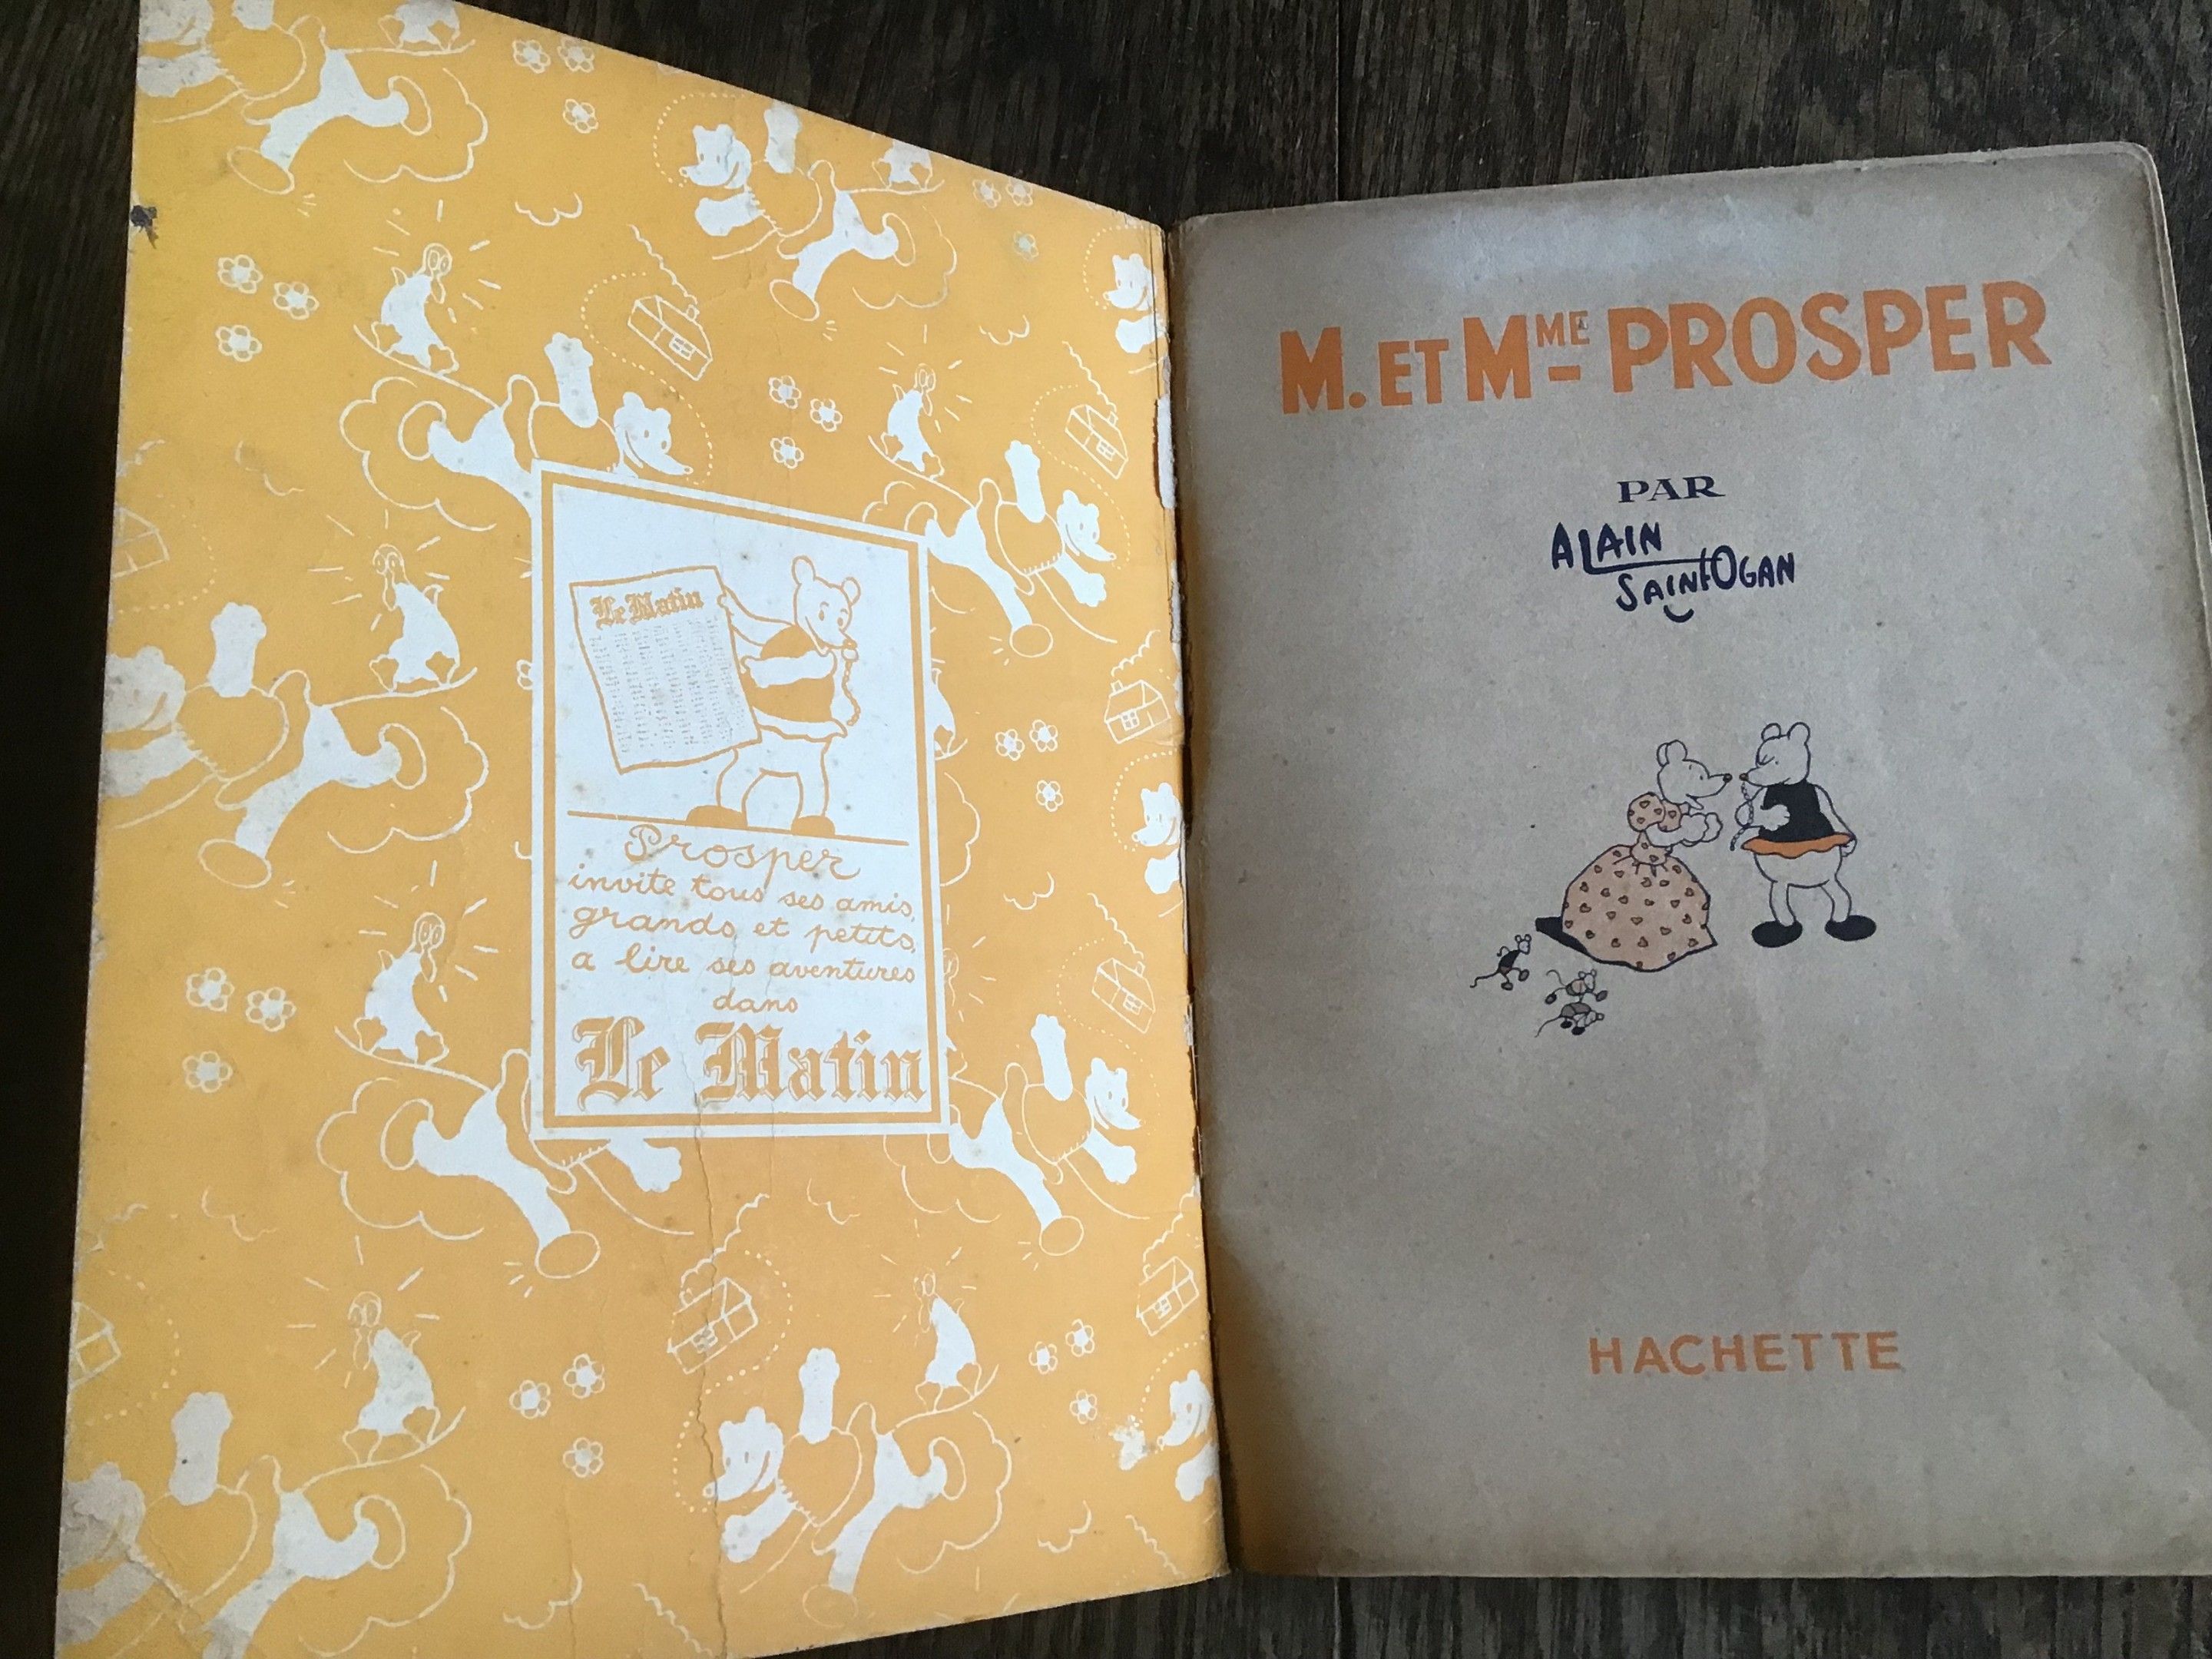 Le Matin
Prosper
invite tous ses amis,
grands et petits,
a lire ses aventures
dans
Le Matin
M. ET MME PROSPER
PAR
ALAIN
SAINT-OGAN
HACHETTE